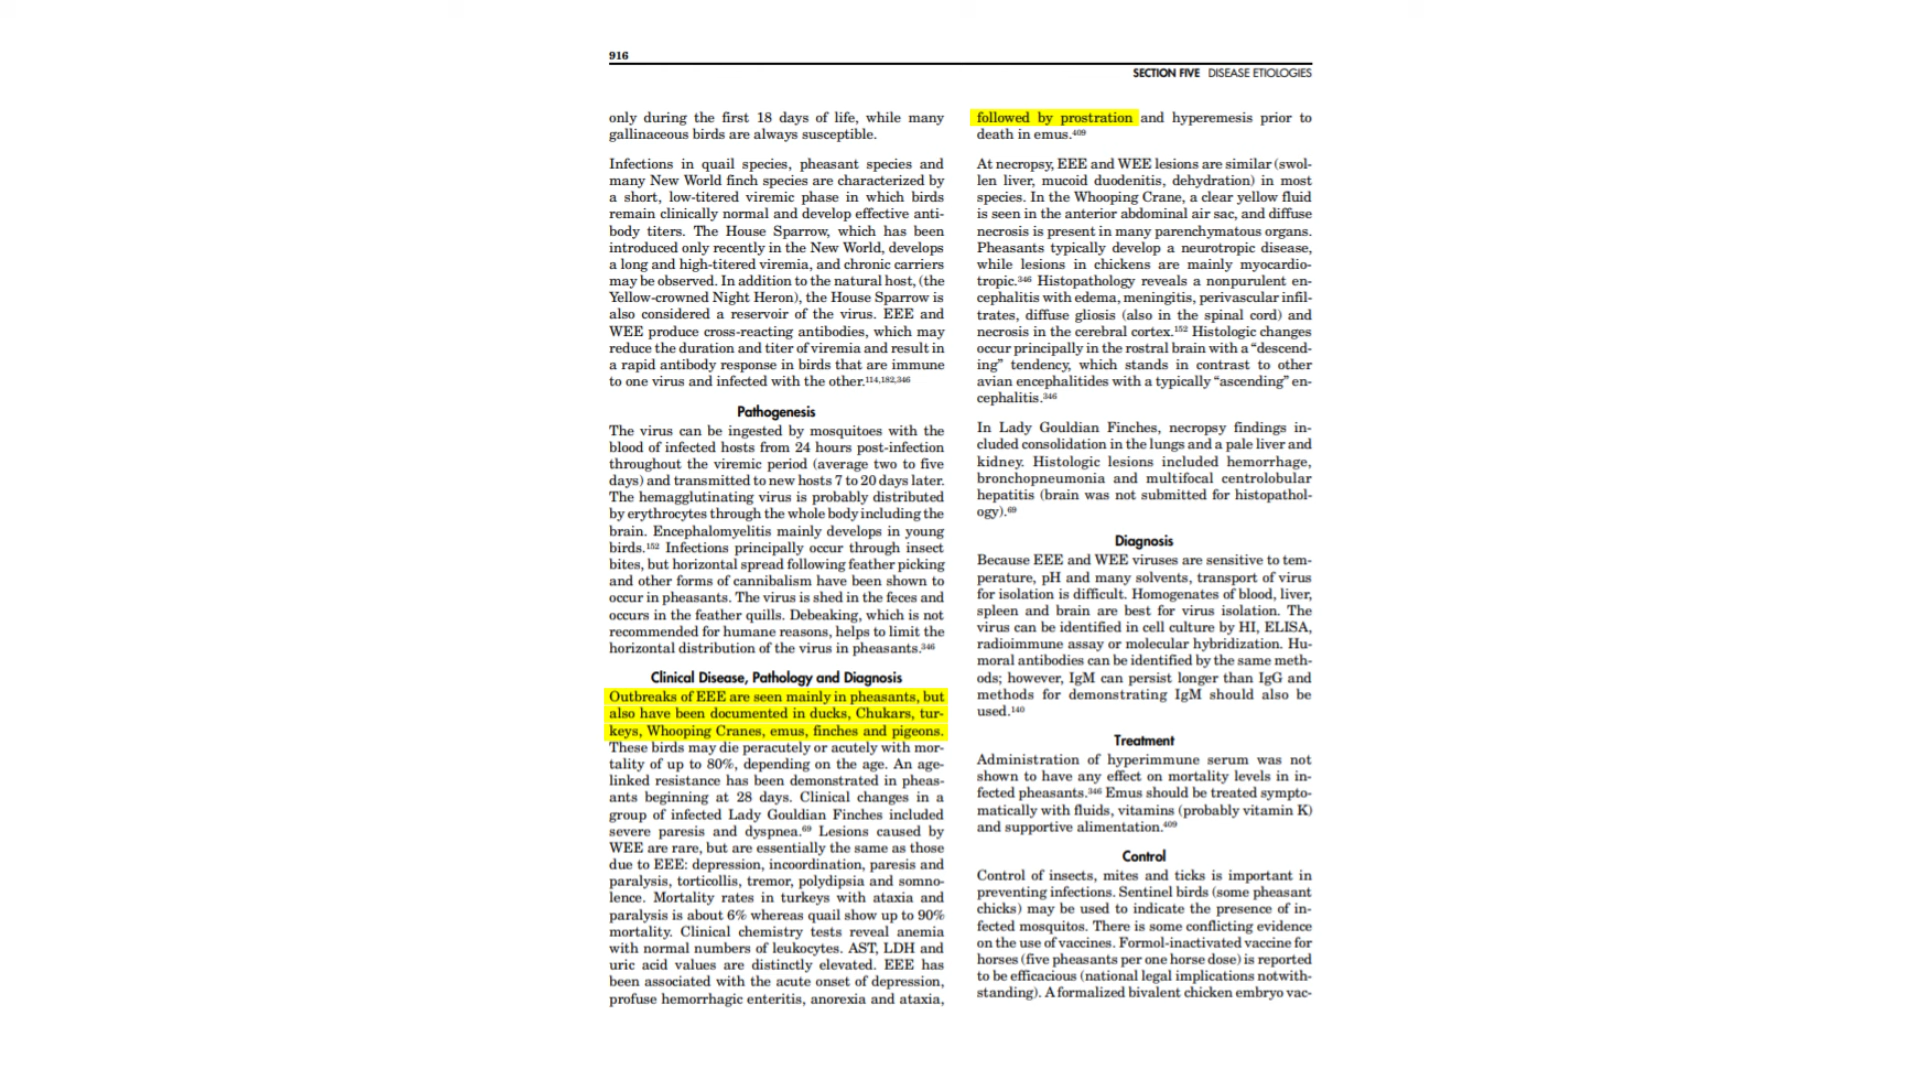 916
SECTION FIVE DISEASE ETIOLOGIES
only during the first 18 days of life, while many
gallinaceous birds are always susceptible.
Infections in quail species, pheasant species and
many New World finch species are characterized by
a short, low-titered viremic phase in which birds
remain clinically normal and develop effective anti-
body titers. The House Sparrow, which has been
introduced only recently in the New World, develops
a long and high-titered viremia, and chronic carriers
may be observed. In addition to the natural host, (the
Yellow-crowned Night Heron), the House Sparrow is
also considered a reservoir of the virus. EEE and
WEE produce cross-reacting antibodies, which may
reduce the duration and titer of viremia and result in
a rapid antibody response in birds that are immune
to one virus and infected with the other.114,182,346
Pathogenesis
The virus can be ingested by mosquitoes with the
blood of infected hosts from 24 hours post-infection
throughout the viremic period (average two to five
days) and transmitted to new hosts 7 to 20 days later.
The hemagglutinating virus is probably distributed
by erythrocytes through the whole body including the
brain. Encephalomyelitis mainly develops in young
birds.152 Infections principally occur through insect
bites, but horizontal spread following feather picking
and other forms of cannibalism have been shown to
occur in pheasants. The virus is shed in the feces and
occurs in the feather quills. Debeaking, which is not
recommended for humane reasons, helps to limit the
horizontal distribution of the virus in pheasants.346
Clinical Disease, Pathology and Diagnosis
Outbreaks of EEE are seen mainly in pheasants, but
also have been documented in ducks, Chukars, tur-
keys, Whooping Cranes, emus, finches and pigeons.
These birds may die peracutely or acutely with mor-
tality of up to 80%, depending on the age. An age-
linked resistance has been demonstrated in pheas-
ants beginning at 28 days. Clinical changes in a
group of infected Lady Gouldian Finches included
severe paresis and dyspnea.69 Lesions caused by
WEE are rare, but are essentially the same as those
due to EEE: depression, incoordination, paresis and
paralysis, torticollis, tremor, polydipsia and somno-
lence. Mortality rates in turkeys with ataxia and
paralysis is about 6% whereas quail show up to 90%
mortality. Clinical chemistry tests reveal anemia
with normal numbers of leukocytes. AST, LDH and
uric acid values are distinctly elevated. EEE has
been associated with the acute onset of depression,
profuse hemorrhagic enteritis, anorexia and ataxia,
followed by prostration and hyperemesis prior to
death in emus.409
At necropsy, EEE and WEE lesions are similar (swol-
len liver, mucoid duodenitis, dehydration) in most
species. In the Whooping Crane, a clear yellow fluid
is seen in the anterior abdominal air sac, and diffuse
necrosis is present in many parenchymatous organs.
Pheasants typically develop a neurotropic disease,
while lesions in chickens are mainly myocardio-
tropic.346 Histopathology reveals a nonpurulent en-
cephalitis with edema, meningitis, perivascular infil-
trates, diffuse gliosis (also in the spinal cord) and
necrosis in the cerebral cortex.152 Histologic changes
occur principally in the rostral brain with a “descend-
ing” tendency, which stands in contrast to other
avian encephalitides with a typically “ascending” en-
cephalitis.346
In Lady Gouldian Finches, necropsy findings in-
cluded consolidation in the lungs and a pale liver and
kidney. Histologic lesions included hemorrhage,
bronchopneumonia and multifocal centrolobular
hepatitis (brain was not submitted for histopathol-
ogy).69
Diagnosis
Because EEE and WEE viruses are sensitive to tem-
perature, pH and many solvents, transport of virus
for isolation is difficult. Homogenates of blood, liver,
spleen and brain are best for virus isolation. The
virus can be identified in cell culture by HI, ELISA,
radioimmune assay or molecular hybridization. Hu-
moral antibodies can be identified by the same meth-
ods; however, IgM can persist longer than IgG and
methods for demonstrating IgM should also be
used.140
Treatment
Administration of hyperimmune serum was not
shown to have any effect on mortality levels in in-
fected pheasants.346 Emus should be treated sympto-
matically with fluids, vitamins (probably vitamin K)
and supportive alimentation.409
Control
Control of insects, mites and ticks is important in
preventing infections. Sentinel birds (some pheasant
chicks) may be used to indicate the presence of in-
fected mosquitos. There is some conflicting evidence
on the use of vaccines. Formol-inactivated vaccine for
horses (five pheasants per one horse dose) is reported
to be efficacious (national legal implications notwith-
standing). A formalized bivalent chicken embryo vac-